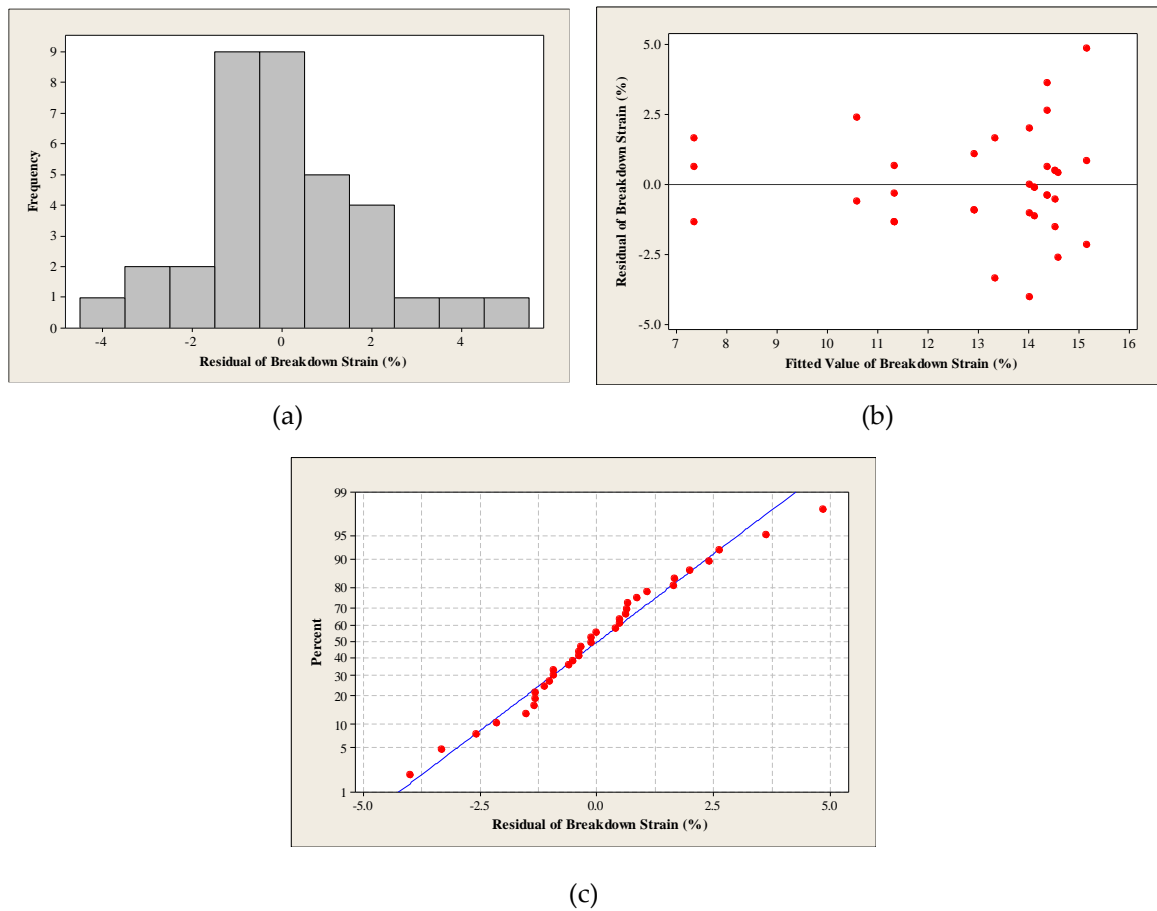 9
8
7
6
5
4
3
2
1
0
Frequency
-4 -2 0 2 4
Residual of Breakdown Strain (%)
(a)
5.0
2.5
0.0
-2.5
-5.0
Residual of Breakdown Strain (%)
7 8 9 10 11 12 13 14 15 16
Fitted Value of Breakdown Strain (%)
(b)
99
95
90
80
70
60
50
40
30
20
10
5
1
Percent
-5.0 -2.5 0.0 2.5 5.0
Residual of Breakdown Strain (%)
(c)